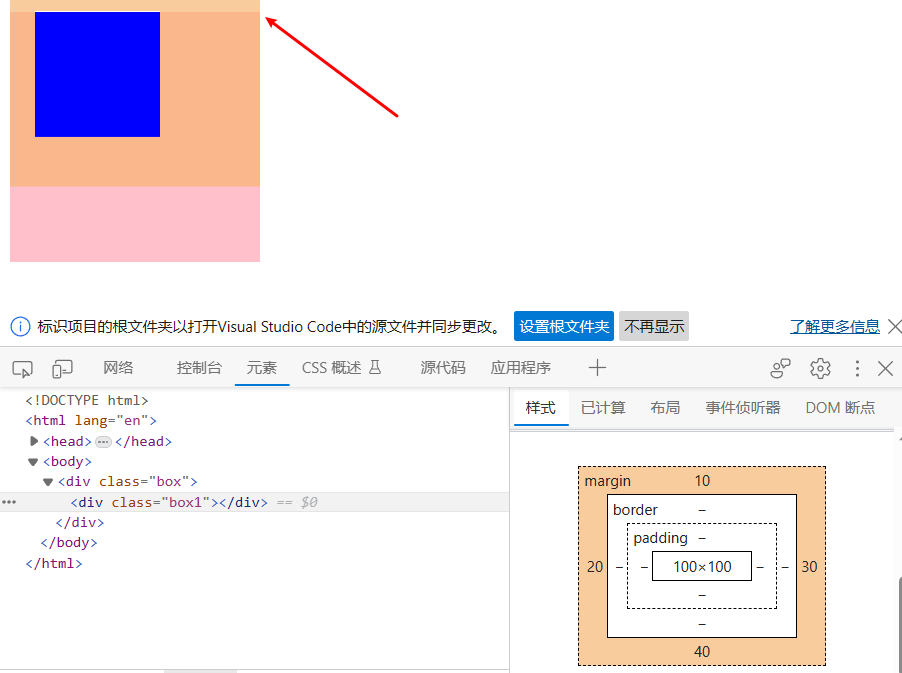 标识项目的根文件夹以打开Visual Studio Code中的源文件并同步更改。 设置根文件夹 不再显示 了解更多信息
网络 控制台 元素 CSS 概述 源代码 应用程序
<!DOCTYPE html>
<html lang="en">
<head>…</head>
<body>
<div class="box">
<div class="box1"></div> == $0
</div>
</body>
</html>
样式 已计算 布局 事件侦听器 DOM 断点
margin 10
border –
padding –
20 – – 100×100 – – 30
–
–
40